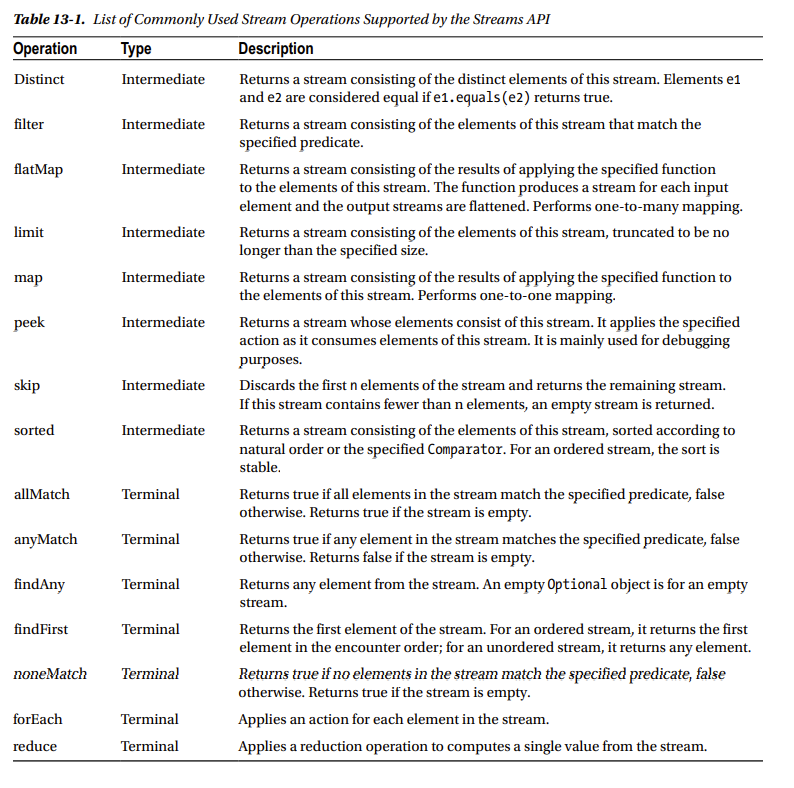 Table 13-1. List of Commonly Used Stream Operations Supported by the Streams API
Operation Type Description
Distinct Intermediate Returns a stream consisting of the distinct elements of this stream. Elements e1
and e2 are considered equal if e1.equals(e2) returns true.
filter Intermediate Returns a stream consisting of the elements of this stream that match the
specified predicate.
flatMap Intermediate Returns a stream consisting of the results of applying the specified function
to the elements of this stream. The function produces a stream for each input
element and the output streams are flattened. Performs one-to-many mapping.
limit Intermediate Returns a stream consisting of the elements of this stream, truncated to be no
longer than the specified size.
map Intermediate Returns a stream consisting of the results of applying the specified function to
the elements of this stream. Performs one-to-one mapping.
peek Intermediate Returns a stream whose elements consist of this stream. It applies the specified
action as it consumes elements of this stream. It is mainly used for debugging
purposes.
skip Intermediate Discards the first n elements of the stream and returns the remaining stream.
If this stream contains fewer than n elements, an empty stream is returned.
sorted Intermediate Returns a stream consisting of the elements of this stream, sorted according to
natural order or the specified Comparator. For an ordered stream, the sort is
stable.
allMatch Terminal Returns true if all elements in the stream match the specified predicate, false
otherwise. Returns true if the stream is empty.
anyMatch Terminal Returns true if any element in the stream matches the specified predicate, false
otherwise. Returns false if the stream is empty.
findAny Terminal Returns any element from the stream. An empty Optional object is for an empty
stream.
findFirst Terminal Returns the first element of the stream. For an ordered stream, it returns the first
element in the encounter order; for an unordered stream, it returns any element.
noneMatch Terminal Returns true if no elements in the stream match the specified predicate, false
otherwise. Returns true if the stream is empty.
forEach Terminal Applies an action for each element in the stream.
reduce Terminal Applies a reduction operation to computes a single value from the stream.